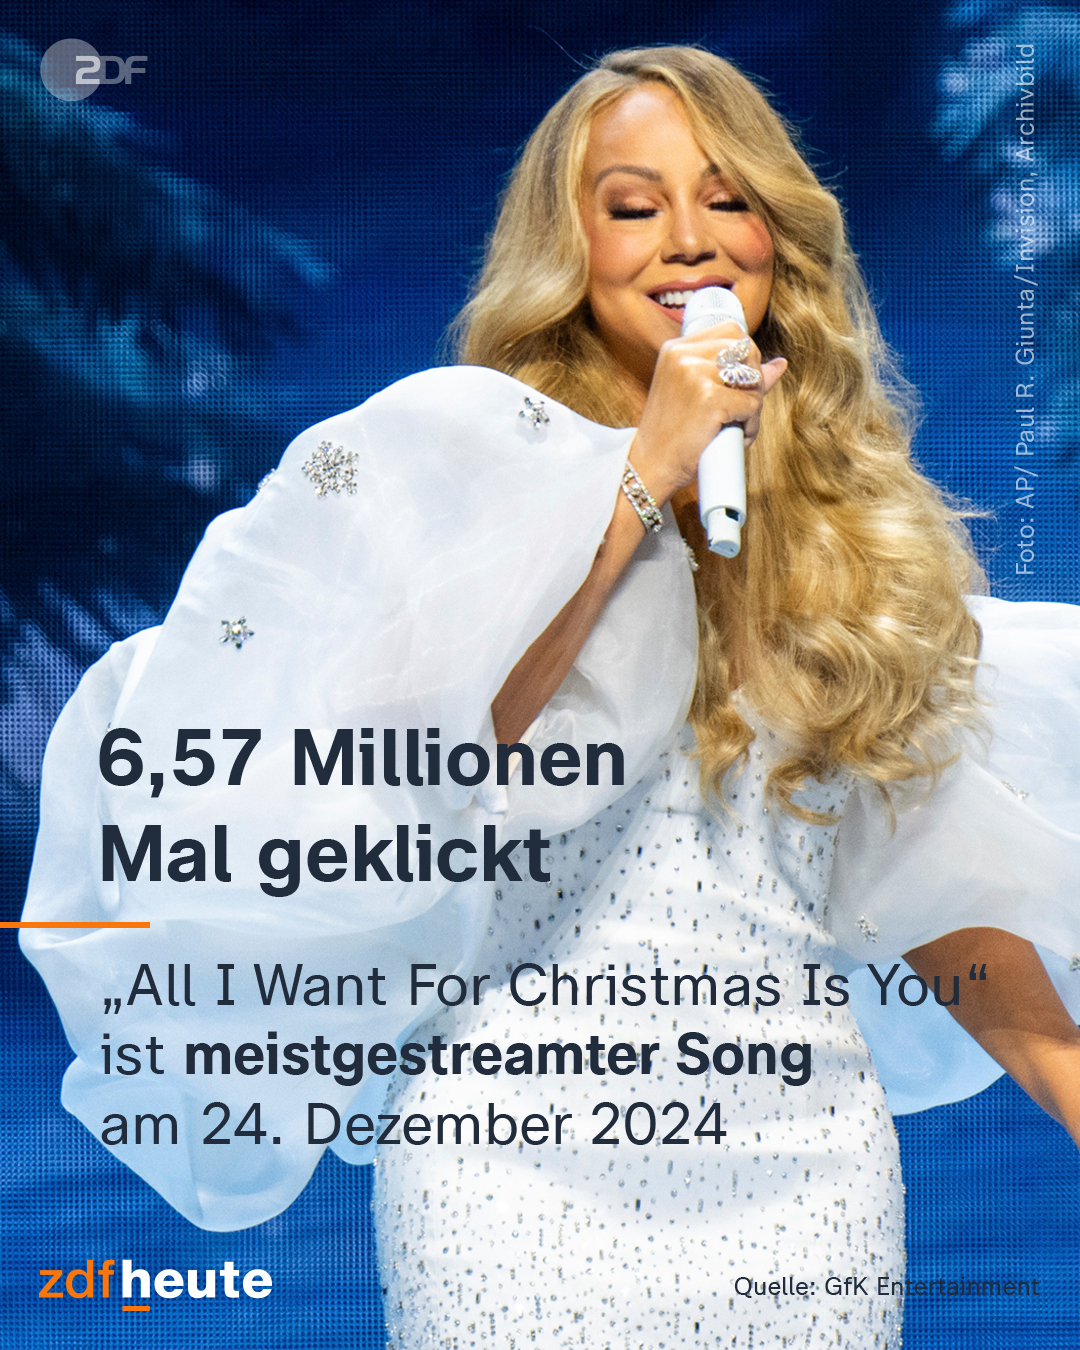 ZDF
Foto: AP/ Paul R. Giunta/Invision, Archivbild
6,57 Millionen
Mal geklickt
„All I Want For Christmas Is You“
ist meistgestreamter Song
am 24. Dezember 2024
zdfheute
Quelle: GfK Entertainment